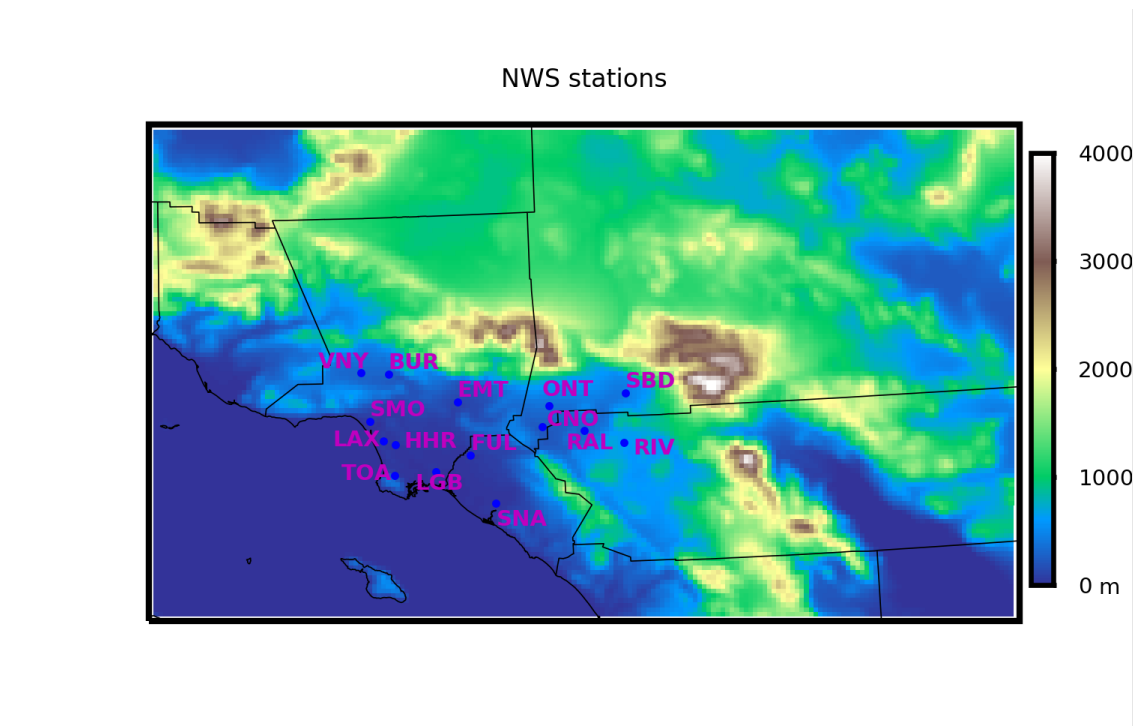 NWS stations
4000
3000
2000
1000
0 m
VNY
BUR
EMT
ONT
SBD
SMO
CNO
LAX
HHR
FUL
RAL
RIV
TOA
LGB
SNA